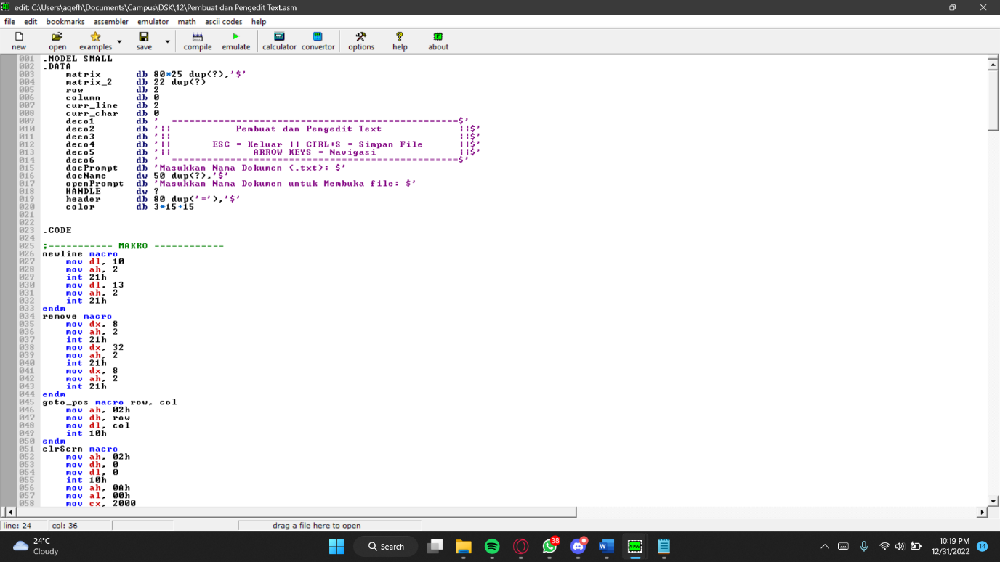 edit: C:\Users\aqefh\Documents\Campus\DSK\12\Pembuat dan Pengedit Text.asm
file edit bookmarks assembler emulator math ascii codes help
new open examples save compile emulate calculator convertor options help about
001 .MODEL SMALL
002 .DATA
003 matrix db 80*25 dup(?),'$'
004 matrix_2 db 22 dup(?)
005 row db 2
006 column db 0
007 curr_line db 2
008 curr_char db 0
009 deco1 db ' =================================================$'
010 deco2 db '|| Pembuat dan Pengedit Text ||$'
011 deco3 db '|| ||$'
012 deco4 db '|| ESC = Keluar || CTRL+S = Simpan File ||$'
013 deco5 db '|| ARROW KEYS = Navigasi ||$'
014 deco6 db ' =================================================$'
015 docPrompt db 'Masukkan Nama Dokumen (.txt): $'
016 docName dw 50 dup(?),'$'
017 openPrompt db 'Masukkan Nama Dokumen untuk Membuka file: $'
018 HANDLE dw ?
019 header db 80 dup('='),'$'
020 color db 3*15+15
021
022
023 .CODE
024
025 ;=========== MAKRO ============
026 newline macro
027 mov dl, 10
028 mov ah, 2
029 int 21h
030 mov dl, 13
031 mov ah, 2
032 int 21h
033 endm
034 remove macro
035 mov dx, 8
036 mov ah, 2
037 int 21h
038 mov dx, 32
039 mov ah, 2
040 int 21h
041 mov dx, 8
042 mov ah, 2
043 int 21h
044 endm
045 goto_pos macro row, col
046 mov ah, 02h
047 mov dh, row
048 mov dl, col
049 int 10h
050 endm
051 clrScrn macro
052 mov ah, 02h
053 mov dh, 0
054 mov dl, 0
055 int 10h
056 mov ah, 0Ah
057 mov al, 00h
058 mov cx, 2000
line: 24 col: 36 drag a file here to open
24°C
Cloudy
Search
38
10:19 PM
12/31/2022
14